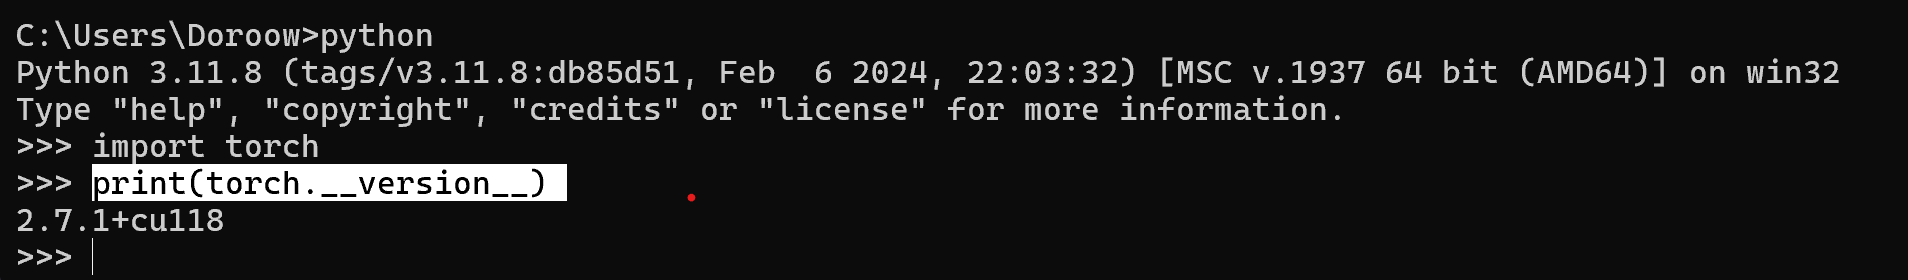 C:\Users\Doroow>python
Python 3.11.8 (tags/v3.11.8:db85d51, Feb  6 2024, 22:03:32) [MSC v.1937 64 bit (AMD64)] on win32
Type "help", "copyright", "credits" or "license" for more information.
>>> import torch
>>> print(torch.__version__)
2.7.1+cu118
>>>